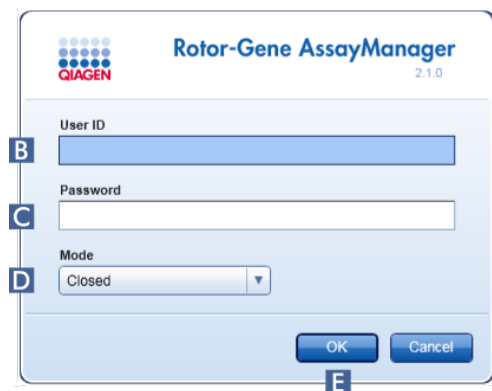 QIAGEN
Rotor-Gene AssayManager
2.1.0
User ID
B
Password
C
Mode
D Closed
OK Cancel
E